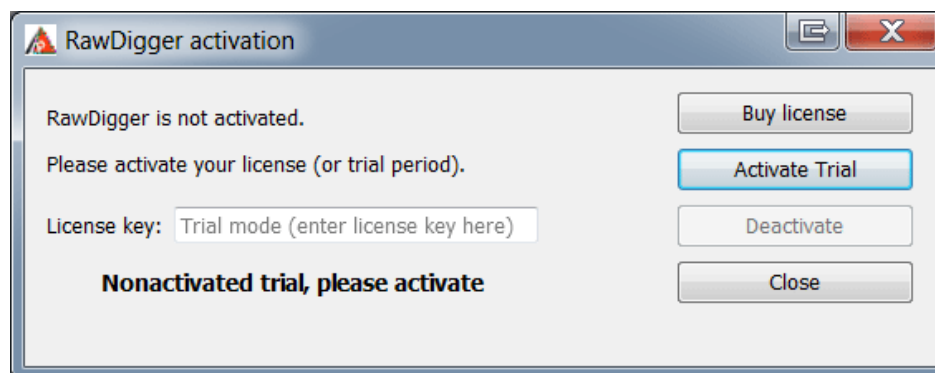 RawDigger activation
RawDigger is not activated.
Buy license
Please activate your license (or trial period).
Activate Trial
License key: Trial mode (enter license key here)
Deactivate
Nonactivated trial, please activate
Close